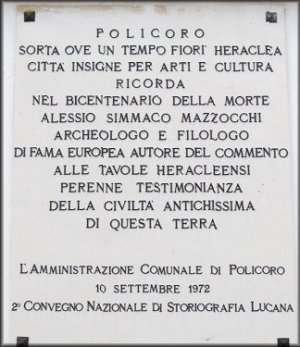 POLICORO
SORTA OVE UN TEMPO FIORÌ HERACLEA
CITTÀ INSIGNE PER ARTI E CULTURA
RICORDA
NEL BICENTENARIO DELLA MORTE
ALESSIO SIMMACO MAZZOCCHI
ARCHEOLOGO E FILOLOGO
DI FAMA EUROPEA AUTORE DEL COMMENTO
ALLE TAVOLE HERACLEENSI
PERENNE TESTIMONIANZA
DELLA CIVILTÀ ANTICHISSIMA
DI QUESTA TERRA
L'AMMINISTRAZIONE COMUNALE DI POLICORO
10 SETTEMBRE 1972
2° CONVEGNO NAZIONALE DI STORIOGRAFIA LUCANA